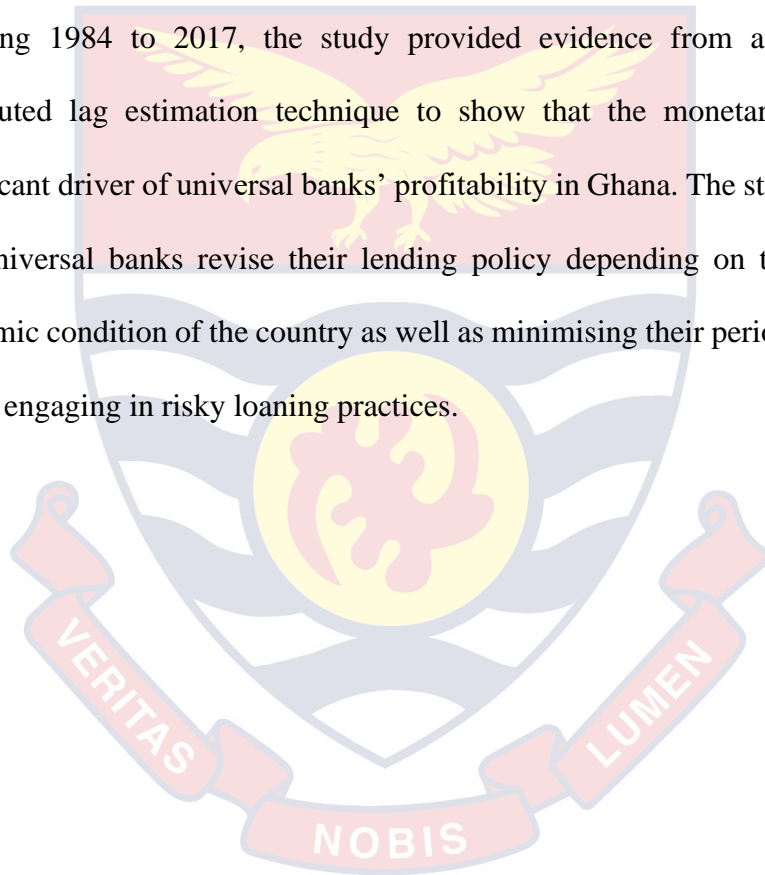 ing 1984 to 2017, the study provided evidence from a
uted lag estimation technique to show that the monetar
cant driver of universal banks’ profitability in Ghana. The st
niversal banks revise their lending policy depending on t
mic condition of the country as well as minimising their perio
engaging in risky loaning practices.
VERITAS
NOBIS
LUMEN